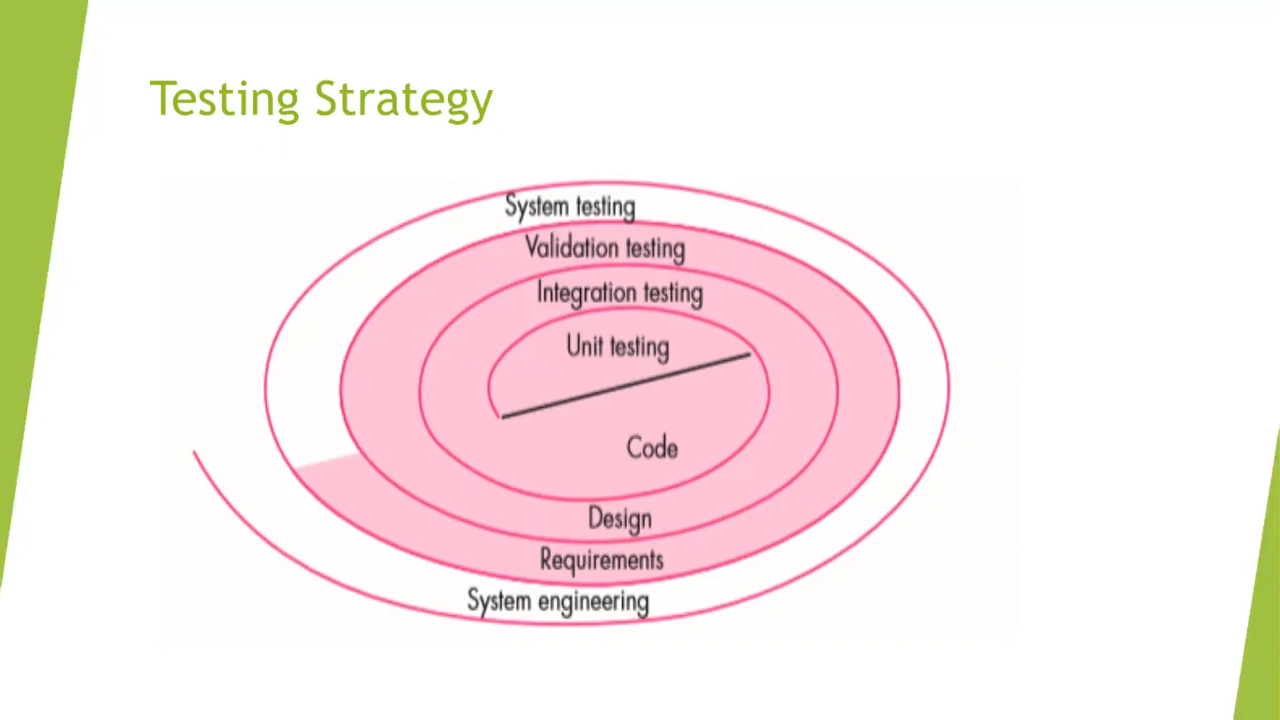 Testing Strategy
System testing
Validation testing
Integration testing
Unit testing
Code
Design
Requirements
System engineering